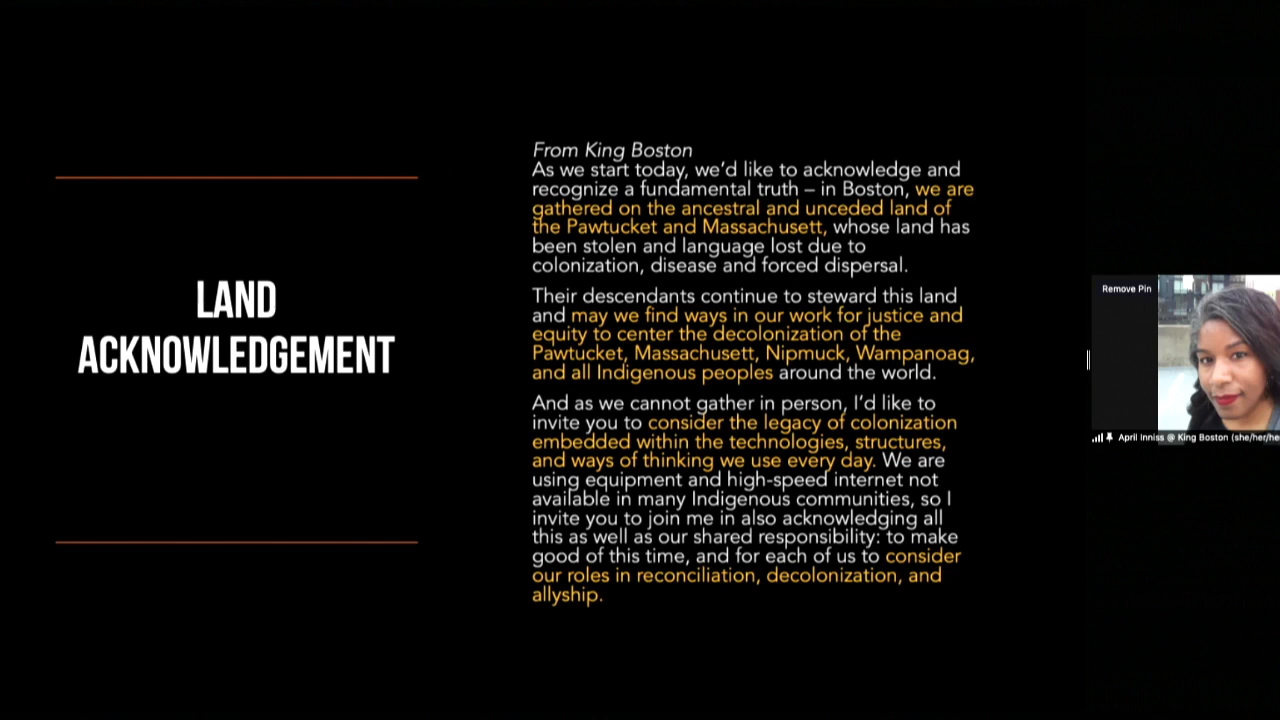 LAND
ACKNOWLEDGEMENT
From King Boston
As we start today, we’d like to acknowledge and
recognize a fundamental truth – in Boston, we are
gathered on the ancestral and unceded land of
the Pawtucket and Massachusett, whose land has
been stolen and language lost due to
colonization, disease and forced dispersal.
Their descendants continue to steward this land
and may we find ways in our work for justice and
equity to center the decolonization of the
Pawtucket, Massachusett, Nipmuck, Wampanoag,
and all Indigenous peoples around the world.
And as we cannot gather in person, I’d like to
invite you to consider the legacy of colonization
embedded within the technologies, structures,
and ways of thinking we use every day. We are
using equipment and high-speed internet not
available in many Indigenous communities, so I
invite you to join me in also acknowledging all
this as well as our shared responsibility: to make
good of this time, and for each of us to consider
our roles in reconciliation, decolonization, and
allyship.
Remove Pin
April Inniss @ King Boston (she/her/he